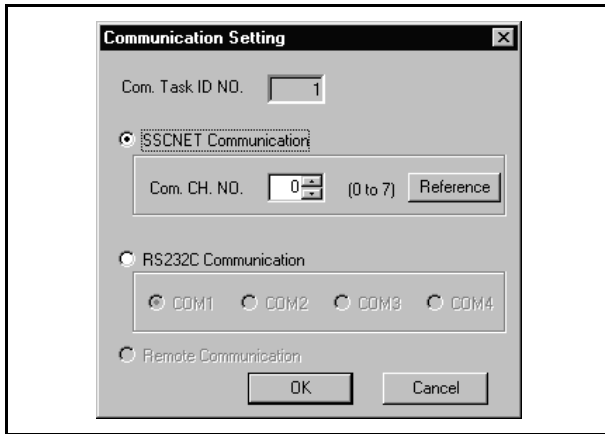 Communication Setting
Com. Task ID NO. 1
SSCNET Communication
Com. CH. NO. 0 (0 to 7) Reference
RS232C Communication
COM1 COM2 COM3 COM4
Remote Communication
OK Cancel